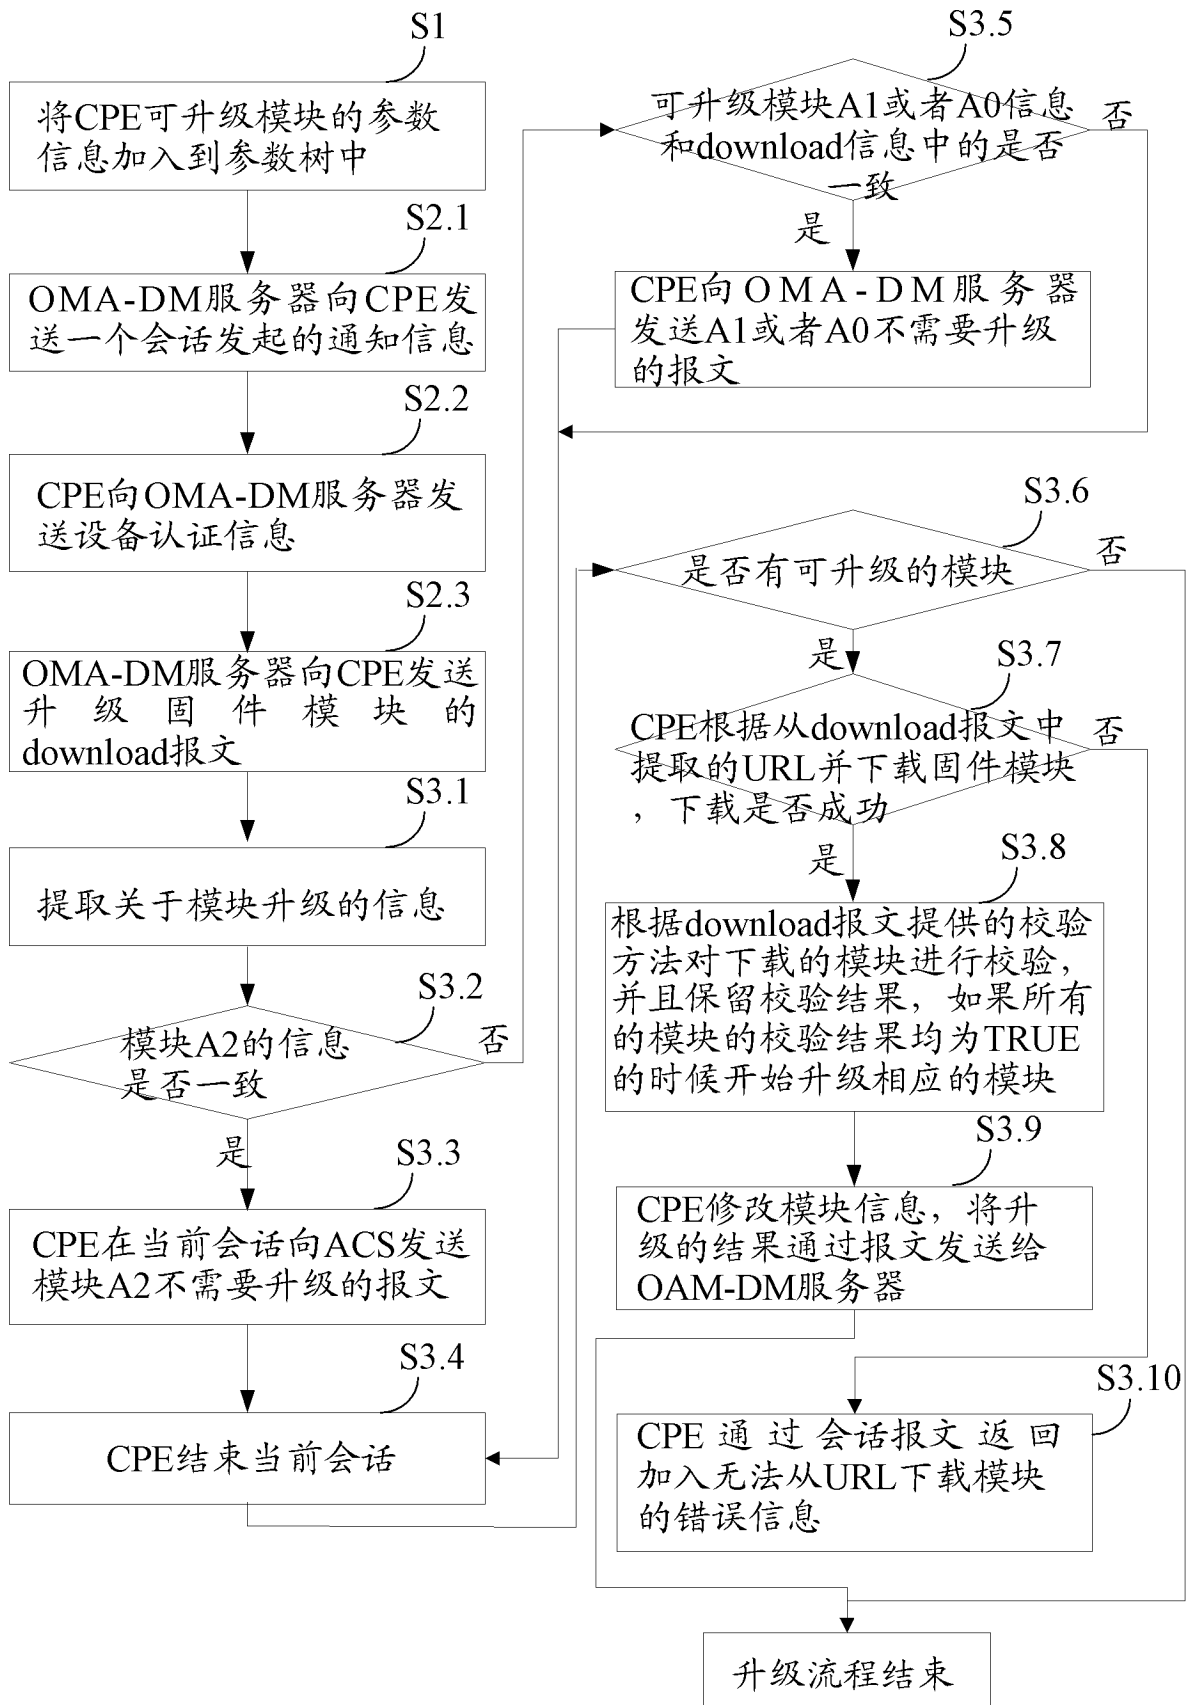 S1
将CPE可升级模块的参数
信息加入到参数树中
S2.1
OMA-DM服务器向CPE发
送一个会话发起的通知信息
S2.2
CPE向OMA-DM服务器发
送设备认证信息
S2.3
OMA-DM服务器向CPE发送
升级固件模块的
download报文
S3.1
提取关于模块升级的信息
S3.2
模块A2的信息
是否一致
否
是
S3.3
CPE在当前会话向ACS发送
模块A2不需要升级的报文
S3.4
CPE结束当前会话
S3.5
可升级模块A1或者A0信息
和download信息中的是否
一致
否
是
CPE向OMA-DM服务器
发送A1或者A0不需要升级
的报文
S3.6
是否有可升级的模块
否
是
S3.7
CPE根据从download报文中
提取的URL并下载固件模块
，下载是否成功
否
是
S3.8
根据download报文提供的校验
方法对下载的模块进行校验，
并且保留校验结果，如果所有
的模块的校验结果均为TRUE
的时候开始升级相应的模块
S3.9
CPE修改模块信息，将升
级的结果通过报文发送给
OAM-DM服务器
S3.10
CPE通过会话报文返回
加入无法从URL下载模块
的错误信息
升级流程结束